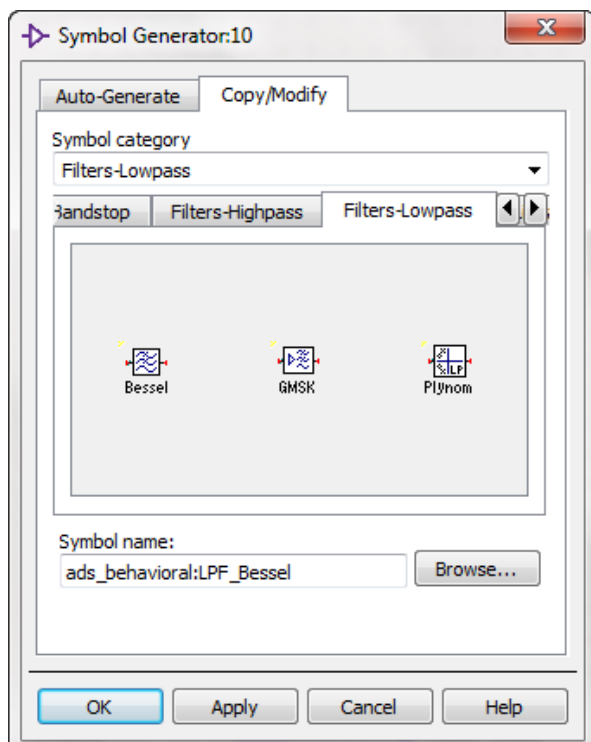 Symbol Generator:10
Auto-Generate Copy/Modify
Symbol category
Filters-Lowpass
Bandstop Filters-Highpass Filters-Lowpass
Bessel GMSK Plynom
LP
Symbol name:
ads_behavioral:LPF_Bessel Browse...
OK Apply Cancel Help